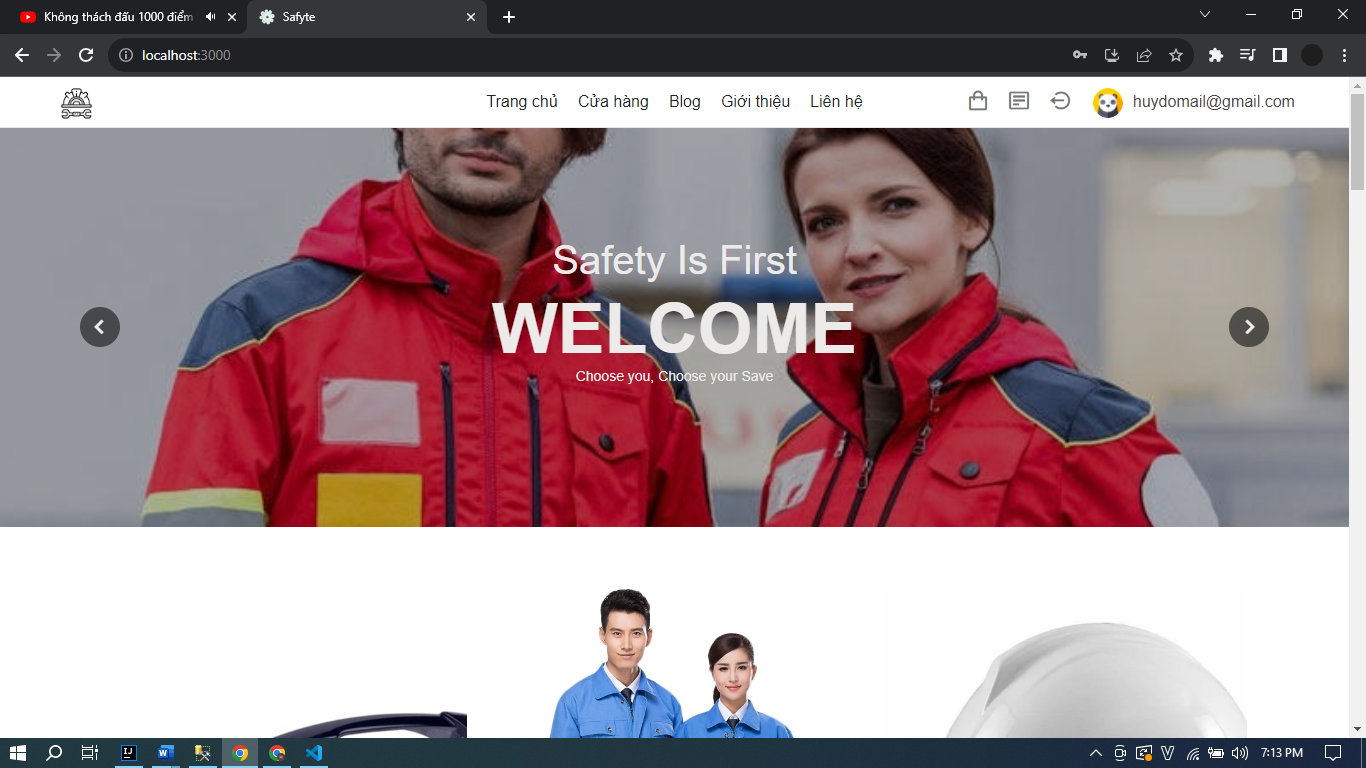 Không thách đấu 1000 điểm
Safyte
localhost:3000
Trang chủ
Cửa hàng
Blog
Giới thiệu
Liên hệ
huydomail@gmail.com
Safety Is First
WELCOME
Choose you, Choose your Save
7:13 PM